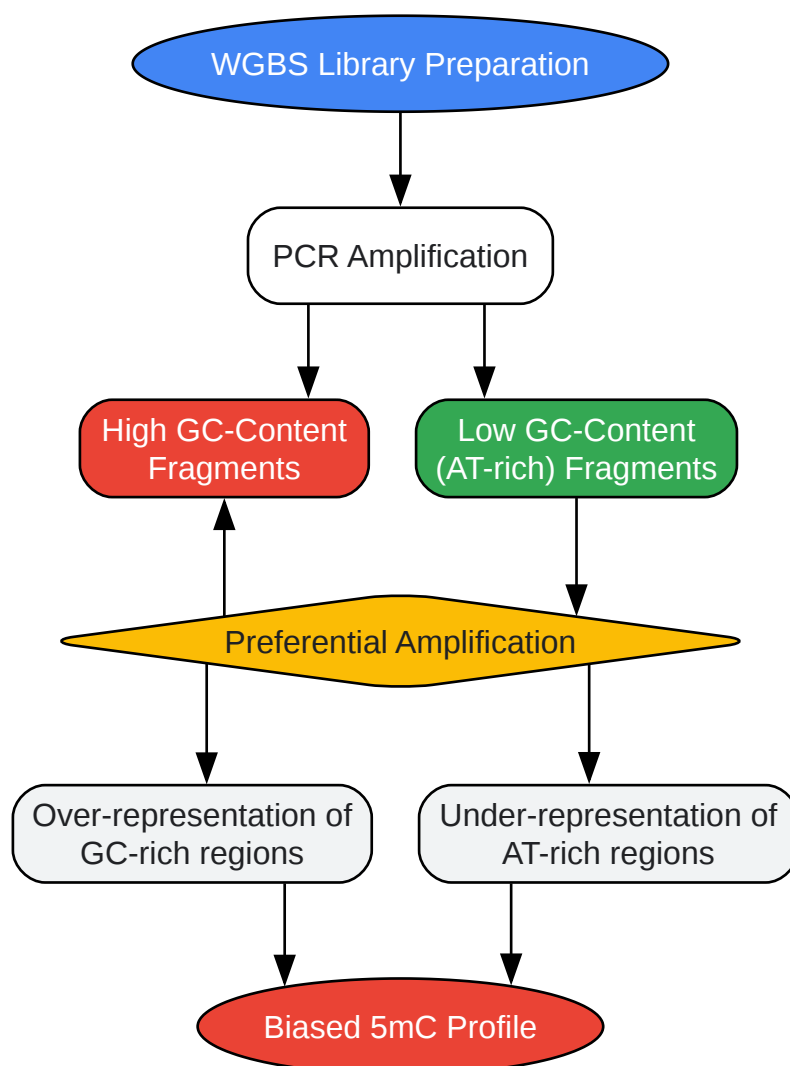 WGBS Library Preparation
PCR Amplification
High GC-Content
Fragments
Low GC-Content
(AT-rich) Fragments
Preferential Amplification
Over-representation of
GC-rich regions
Under-representation of
AT-rich regions
Biased 5mC Profile